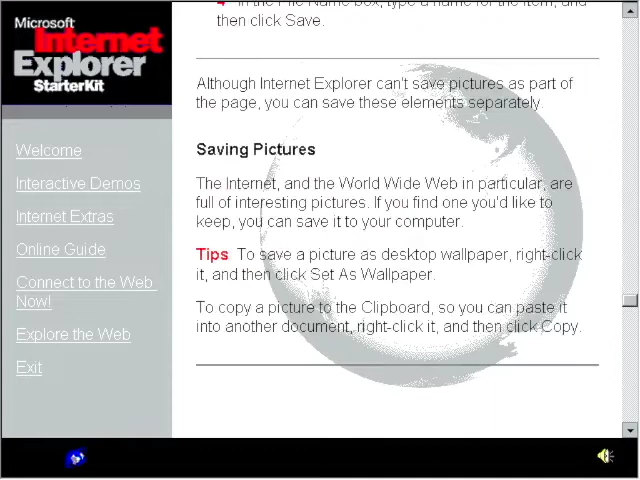 Microsoft
Internet
Explorer
StarterKit
Welcome
Interactive Demos
Internet Extras
Online Guide
Connect to the Web
Now!
Explore the Web
Exit
4 In the File Name box, type a name for the item, and
then click Save.
Although Internet Explorer can't save pictures as part of
the page, you can save these elements separately.
Saving Pictures
The Internet, and the World Wide Web in particular, are
full of interesting pictures. If you find one you'd like to
keep, you can save it to your computer.
Tips To save a picture as desktop wallpaper, right-click
it, and then click Set As Wallpaper.
To copy a picture to the Clipboard, so you can paste it
into another document, right-click it, and then click Copy.